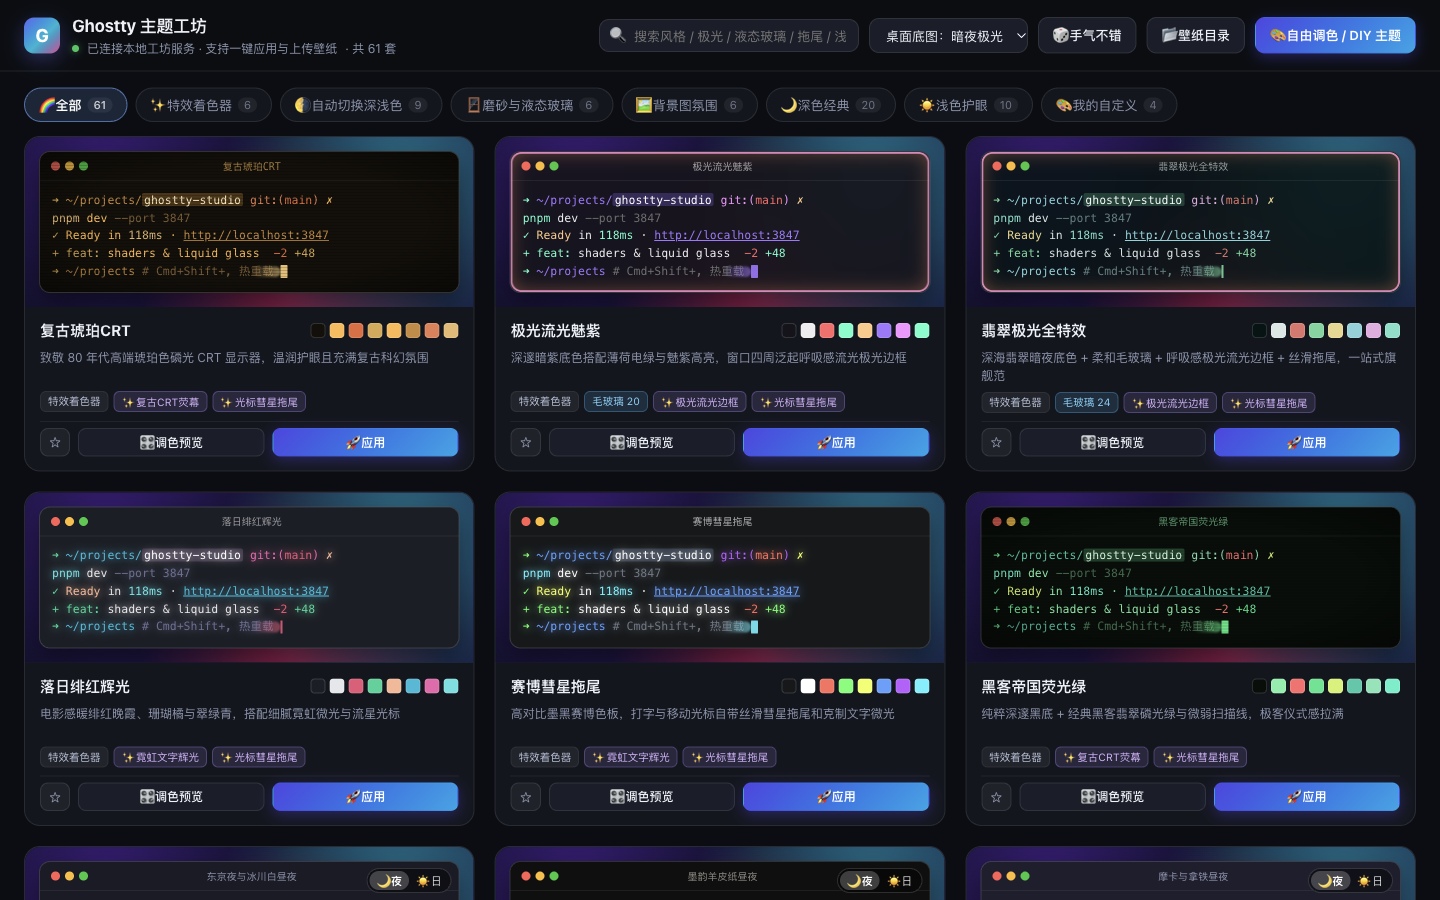 G
Ghostty 主题工坊
已连接本地工坊服务 · 支持一键应用与上传壁纸 · 共 61 套
搜索风格 / 极光 / 液态玻璃 / 拖尾 / 浅
桌面底图：暗夜极光
手气不错
壁纸目录
自由调色 / DIY 主题
全部 61
特效着色器 6
自动切换深浅色 9
磨砂与液态玻璃 6
背景图氛围 6
深色经典 20
浅色护眼 10
我的自定义 4
复古琥珀CRT
➜ ~/projects/ghostty-studio git:(main) ✗
pnpm dev --port 3847
✓ Ready in 118ms · http://localhost:3847
+ feat: shaders & liquid glass -2 +48
➜ ~/projects # Cmd+Shift+, 热重载
复古琥珀CRT
致敬 80 年代高端琥珀色磷光 CRT 显示器，温润护眼且充满复古科幻氛围
特效着色器 ✨复古CRT荧幕 ✨光标彗星拖尾
☆ 调色预览 应用
极光流光魅紫
➜ ~/projects/ghostty-studio git:(main) ✗
pnpm dev --port 3847
✓ Ready in 118ms · http://localhost:3847
+ feat: shaders & liquid glass -2 +48
➜ ~/projects # Cmd+Shift+, 热重载
极光流光魅紫
深邃暗紫底色搭配薄荷电绿与魅紫高亮，窗口四周泛起呼吸感流光极光边框
特效着色器 毛玻璃 20 ✨极光流光边框 ✨光标彗星拖尾
☆ 调色预览 应用
翡翠极光全特效
➜ ~/projects/ghostty-studio git:(main) ✗
pnpm dev --port 3847
✓ Ready in 118ms · http://localhost:3847
+ feat: shaders & liquid glass -2 +48
➜ ~/projects # Cmd+Shift+, 热重载
翡翠极光全特效
深海翡翠暗夜底色 + 柔和毛玻璃 + 呼吸感极光流光边框 + 丝滑拖尾，一站式旗
舰范
特效着色器 毛玻璃 24 ✨极光流光边框 ✨光标彗星拖尾
☆ 调色预览 应用
落日绯红辉光
➜ ~/projects/ghostty-studio git:(main) ✗
pnpm dev --port 3847
✓ Ready in 118ms · http://localhost:3847
+ feat: shaders & liquid glass -2 +48
➜ ~/projects # Cmd+Shift+, 热重载
落日绯红辉光
电影感暖绯红晚霞、珊瑚橘与翠绿青，搭配细腻霓虹微光与流星光标
特效着色器 ✨霓虹文字辉光 ✨光标彗星拖尾
☆ 调色预览 应用
赛博彗星拖尾
➜ ~/projects/ghostty-studio git:(main) ✗
pnpm dev --port 3847
✓ Ready in 118ms · http://localhost:3847
+ feat: shaders & liquid glass -2 +48
➜ ~/projects # Cmd+Shift+, 热重载
赛博彗星拖尾
高对比墨黑赛博色板，打字与移动光标自带丝滑彗星拖尾和克制文字微光
特效着色器 ✨霓虹文字辉光 ✨光标彗星拖尾
☆ 调色预览 应用
黑客帝国荧光绿
➜ ~/projects/ghostty-studio git:(main) ✗
pnpm dev --port 3847
✓ Ready in 118ms · http://localhost:3847
+ feat: shaders & liquid glass -2 +48
➜ ~/projects # Cmd+Shift+, 热重载
黑客帝国荧光绿
纯粹深邃黑底 + 经典黑客翡翠磷光绿与微弱扫描线，极客仪式感拉满
特效着色器 ✨复古CRT荧幕 ✨光标彗星拖尾
☆ 调色预览 应用
东京夜与冰川白昼夜 夜 日
墨韵羊皮纸昼夜 夜 日
摩卡与拿铁昼夜 夜 日